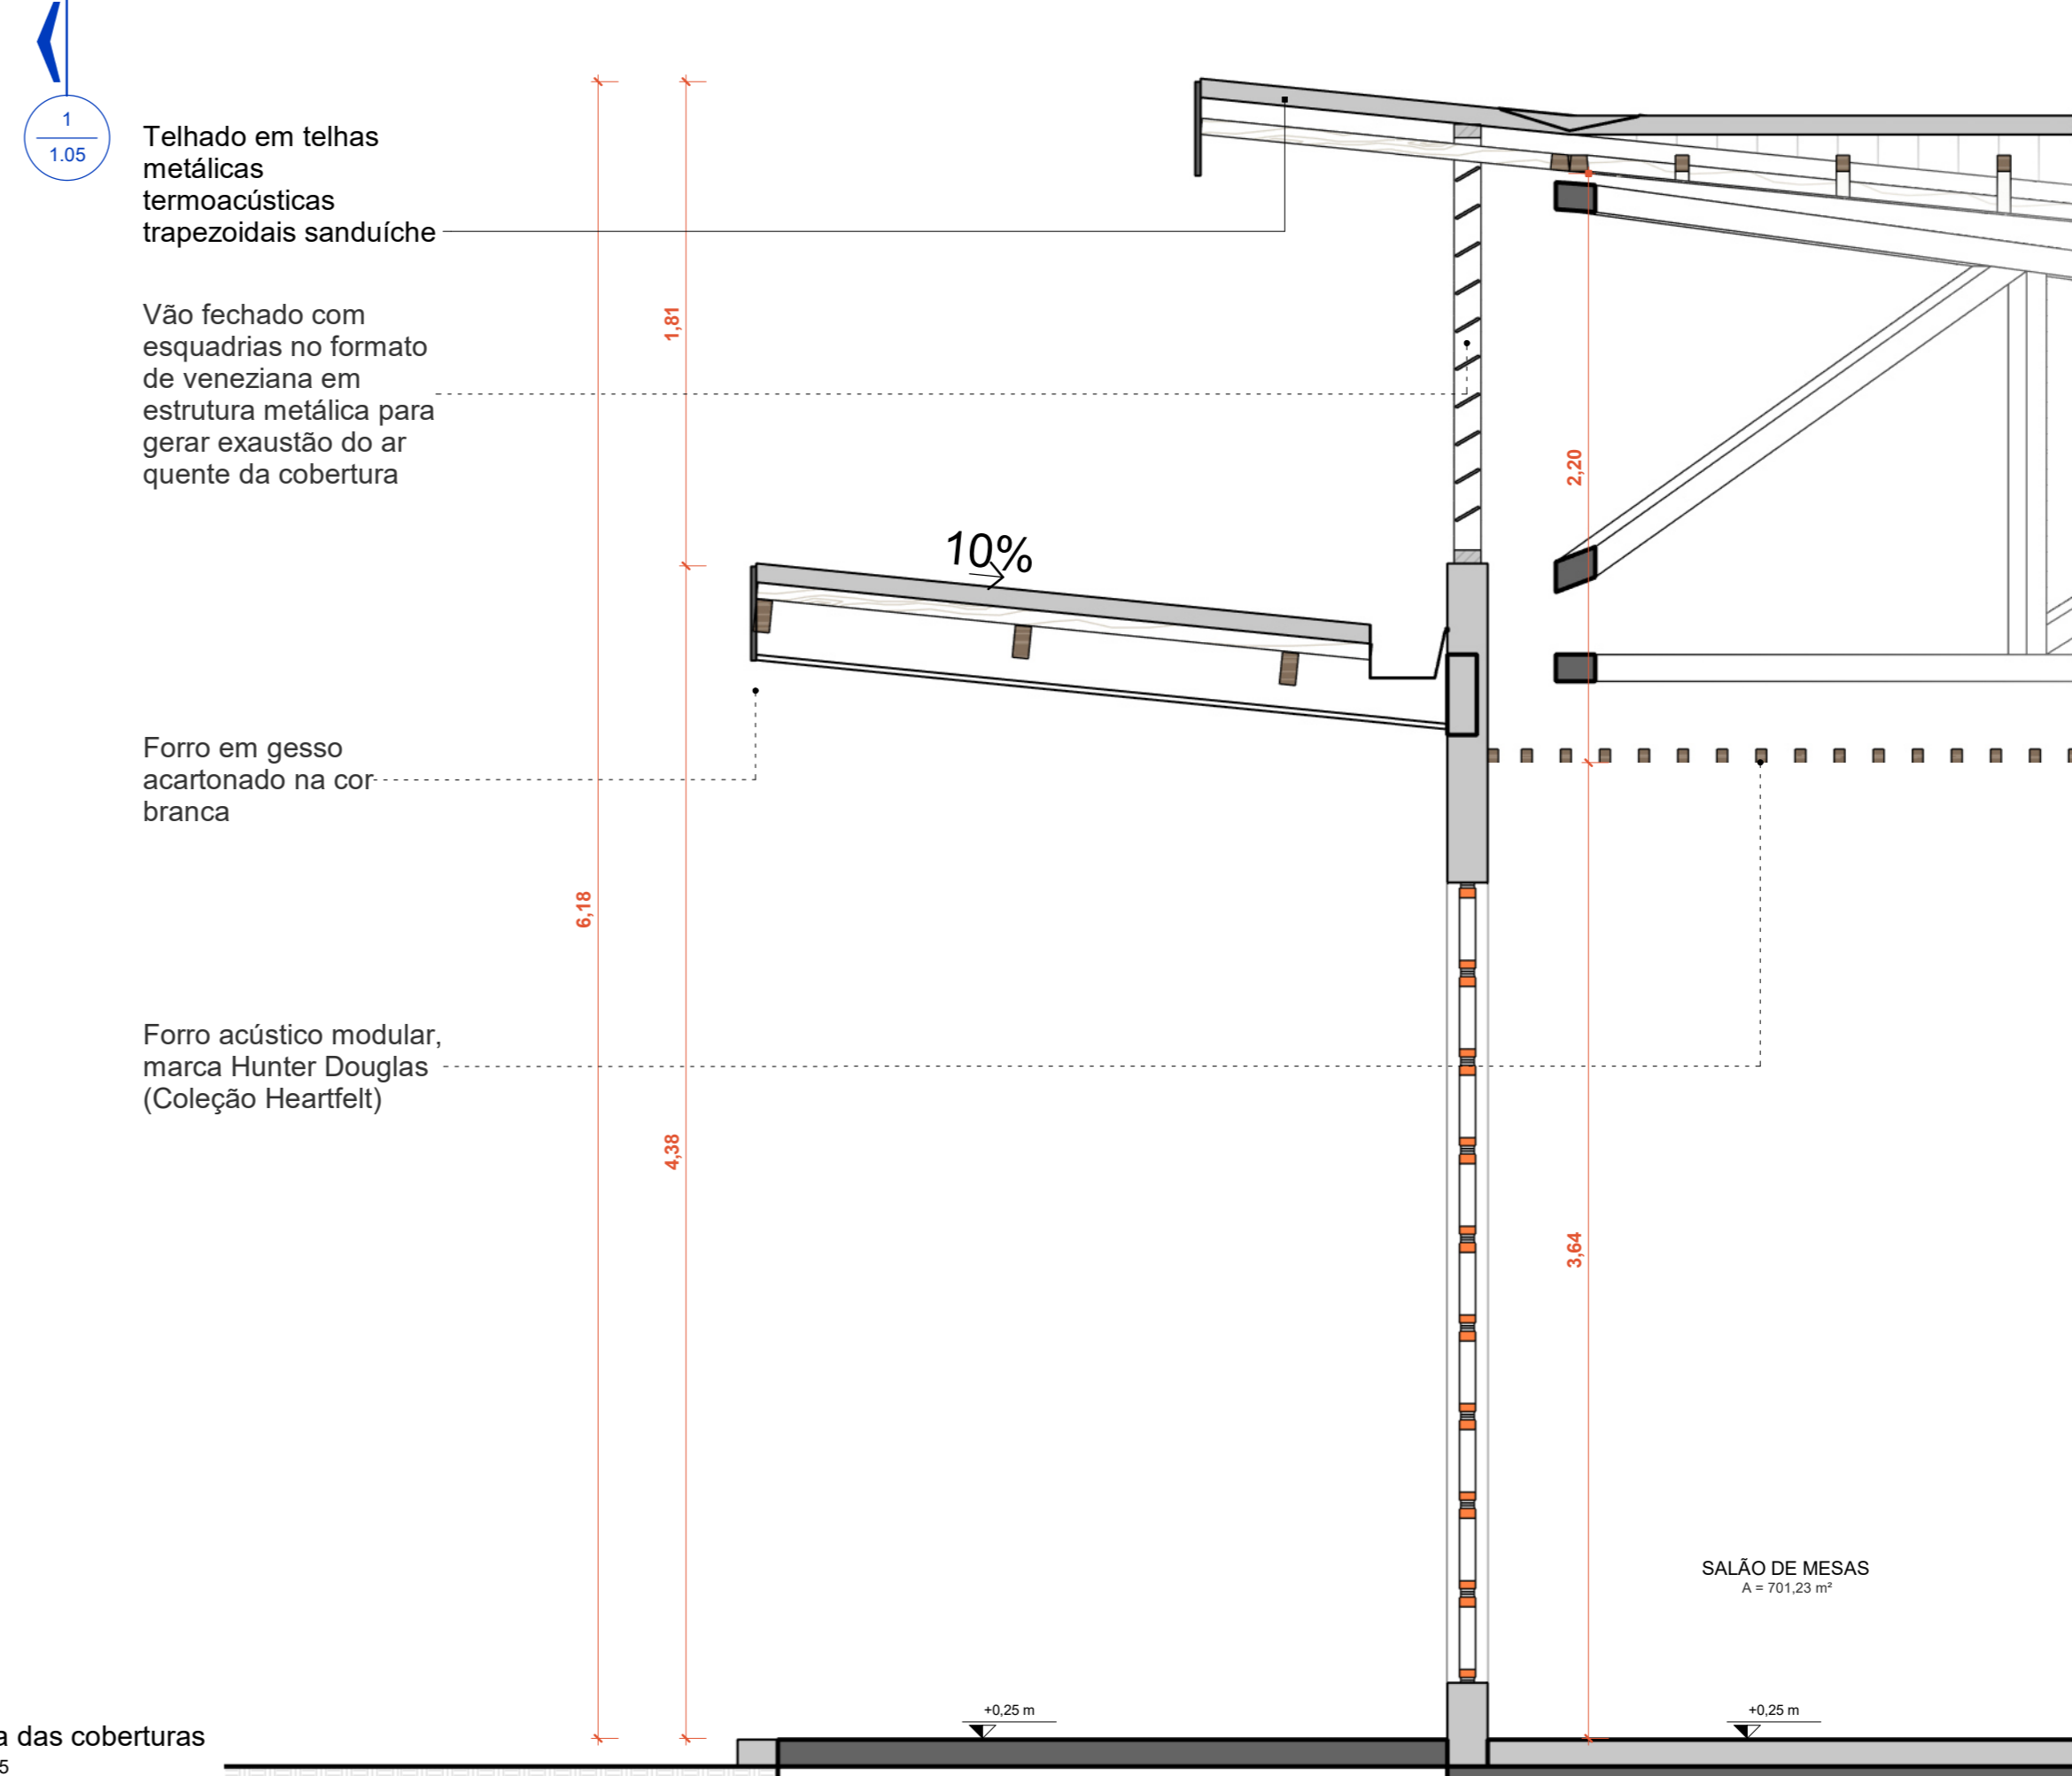 1
1.05
Telhado em telhas
metálicas
termoacústicas
trapezoidais sanduíche
Vão fechado com
esquadrias no formato
de veneziana em
estrutura metálica para
gerar exaustão do ar
quente da cobertura
1,81
2,20
10%
Forro em gesso
acartonado na cor
branca
6,18
Forro acústico modular,
marca Hunter Douglas
(Coleção Heartfelt)
4,38
3,64
SALÃO DE MESAS
A = 701,23 m²
+0,25 m
+0,25 m
das coberturas
5